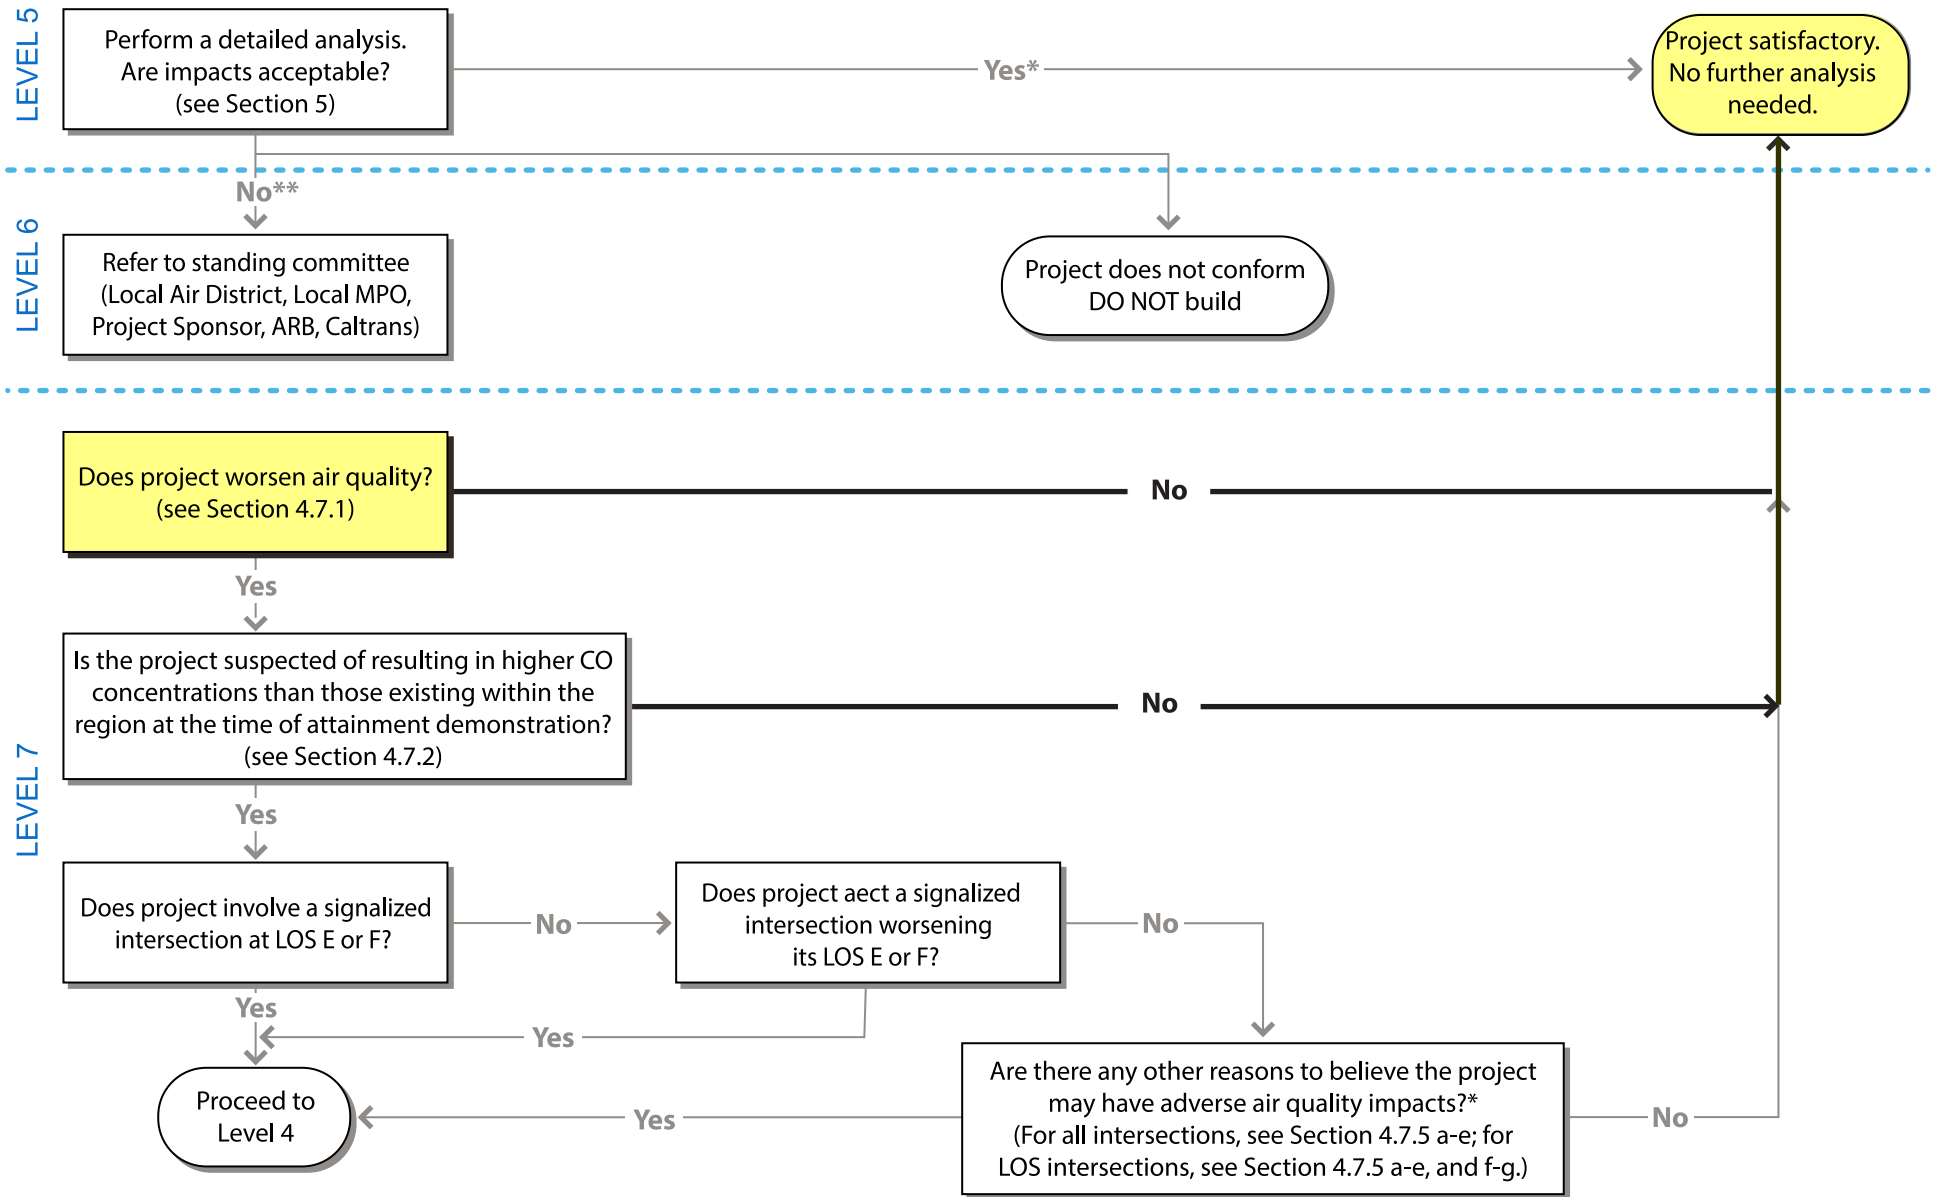 LEVEL 5
Perform a detailed analysis.
Are impacts acceptable?
(see Section 5)
Yes*
Project satisfactory.
No further analysis
needed.
No**
LEVEL 6
Refer to standing committee
(Local Air District, Local MPO,
Project Sponsor, ARB, Caltrans)
Project does not conform
DO NOT build
LEVEL 7
Does project worsen air quality?
(see Section 4.7.1)
No
Yes
Is the project suspected of resulting in higher CO
concentrations than those existing within the
region at the time of attainment demonstration?
(see Section 4.7.2)
No
Yes
Does project involve a signalized
intersection at LOS E or F?
No
Does project aect a signalized
intersection worsening
its LOS E or F?
No
Yes
Yes
Proceed to
Level 4
Yes
Are there any other reasons to believe the project
may have adverse air quality impacts?*
(For all intersections, see Section 4.7.5 a-e; for
LOS intersections, see Section 4.7.5 a-e, and f-g.)
No